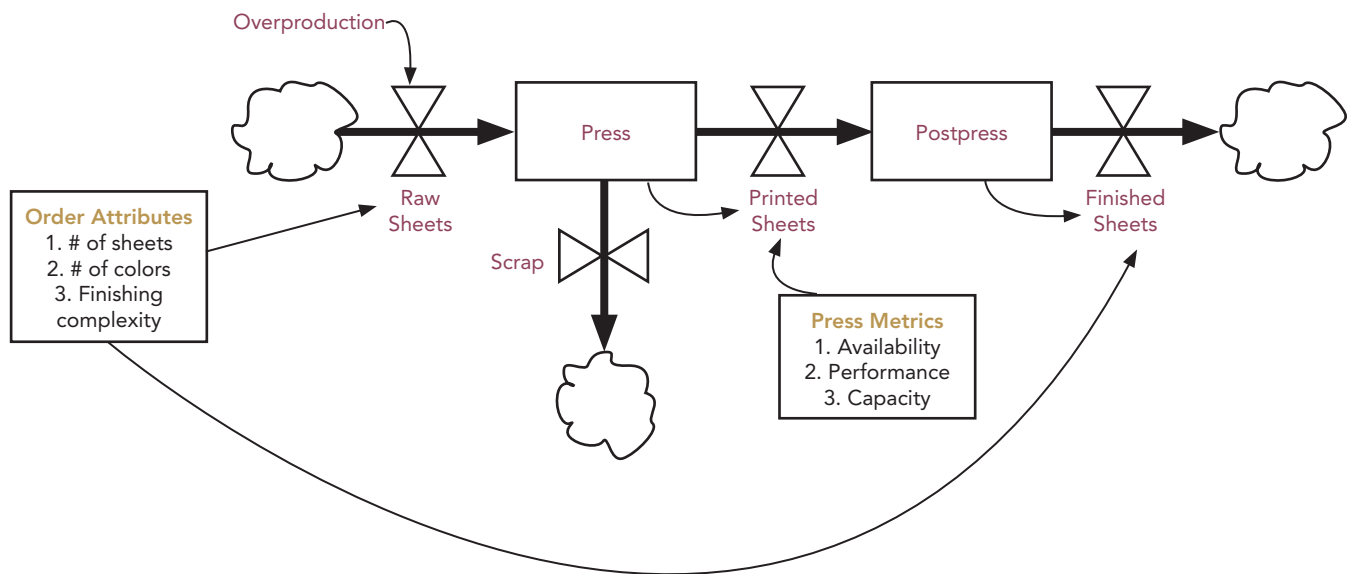 Overproduction
Press
Postpress
Raw
Sheets
Printed
Sheets
Finished
Sheets
Order Attributes
1. # of sheets
2. # of colors
3. Finishing
complexity
Scrap
Press Metrics
1. Availability
2. Performance
3. Capacity